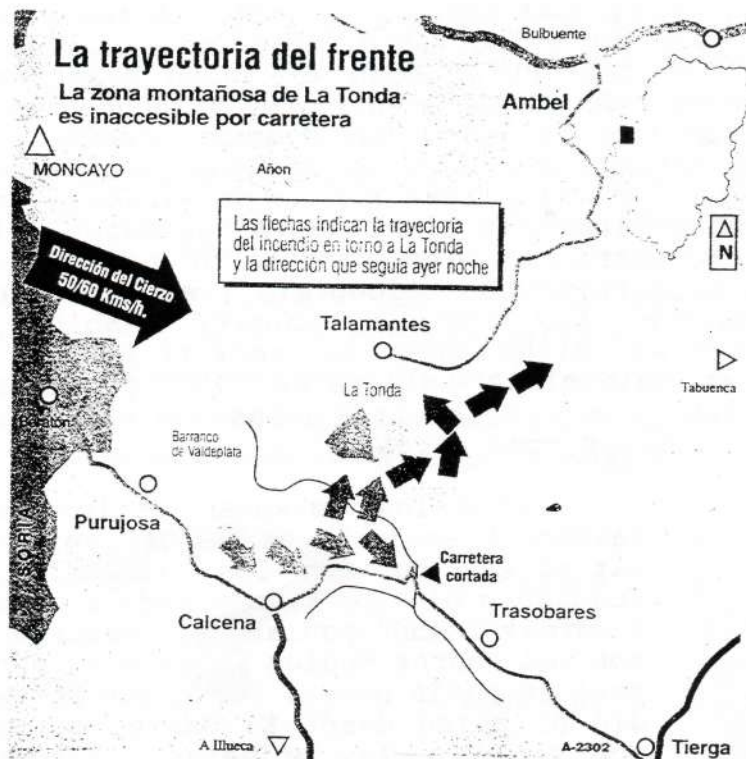 La trayectoria del frente
La zona montañosa de La Tonda
es inaccesible por carretera
Bulbuente
Ambel
MONCAYO
Añon
Las flechas indican la trayectoria
del incendio en torno a La Tonda
y la dirección que seguía ayer noche
N
Dirección del Cierzo
50/60 Kms/h.
Talamantes
La Tonda
Tabuenca
Beratón
Barranco
de Valdeplata
Purujosa
SORIA
Carretera
cortada
Calcena
Trasobares
A Illueca
A-2302
Tierga